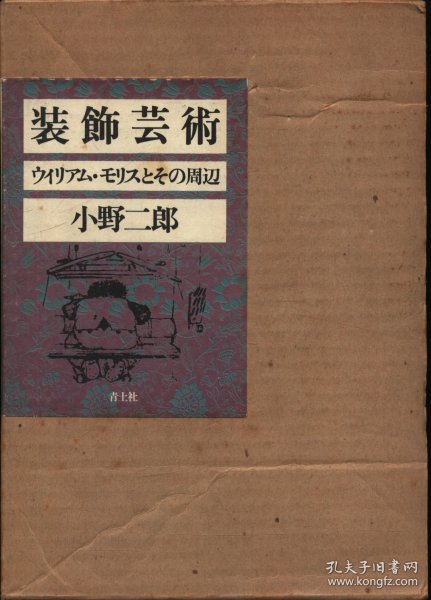 装飾芸術
ウィリアム・モリスとその周辺
小野二郎
青土社
孔夫子旧书网
www.kongfz.com